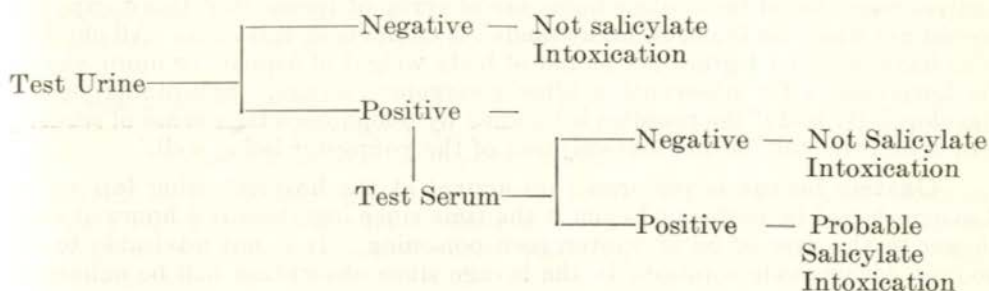 Negative — Not salicylate
Intoxication
Test Urine
Positive —
Negative — Not Salicylate
Intoxication
Test Serum
Positive — Probable
Salicylate
Intoxication